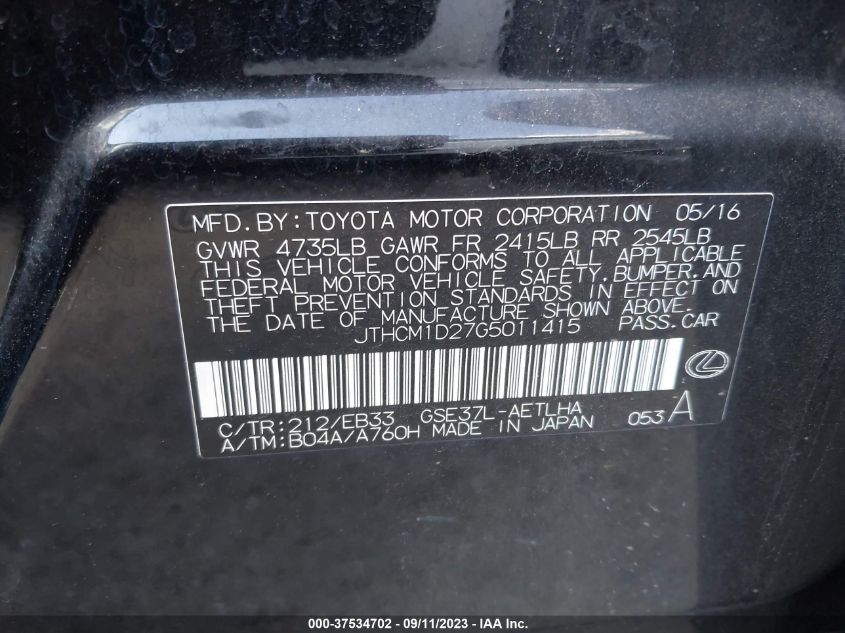 MFD.BY:TOYOTA MOTOR CORPORATION 05/16
GVWR 4735LB GAWR FR 2415LB RR 2545LB
THIS VEHICLE CONFORMS TO ALL APPLICABLE
FEDERAL MOTOR VEHICLE SAFETY,BUMPER,AND
THEFT PREVENTION STANDARDS IN EFFECT ON
THE DATE OF MANUFACTURE SHOWN ABOVE.
JTHCM1D27G5011415 PASS.CAR
C/TR:212/EB33 GSE37L-AETLHA
A/TM:B04A/A760H MADE IN JAPAN 053A
000-37534702 - 09/11/2023 - IAA Inc.